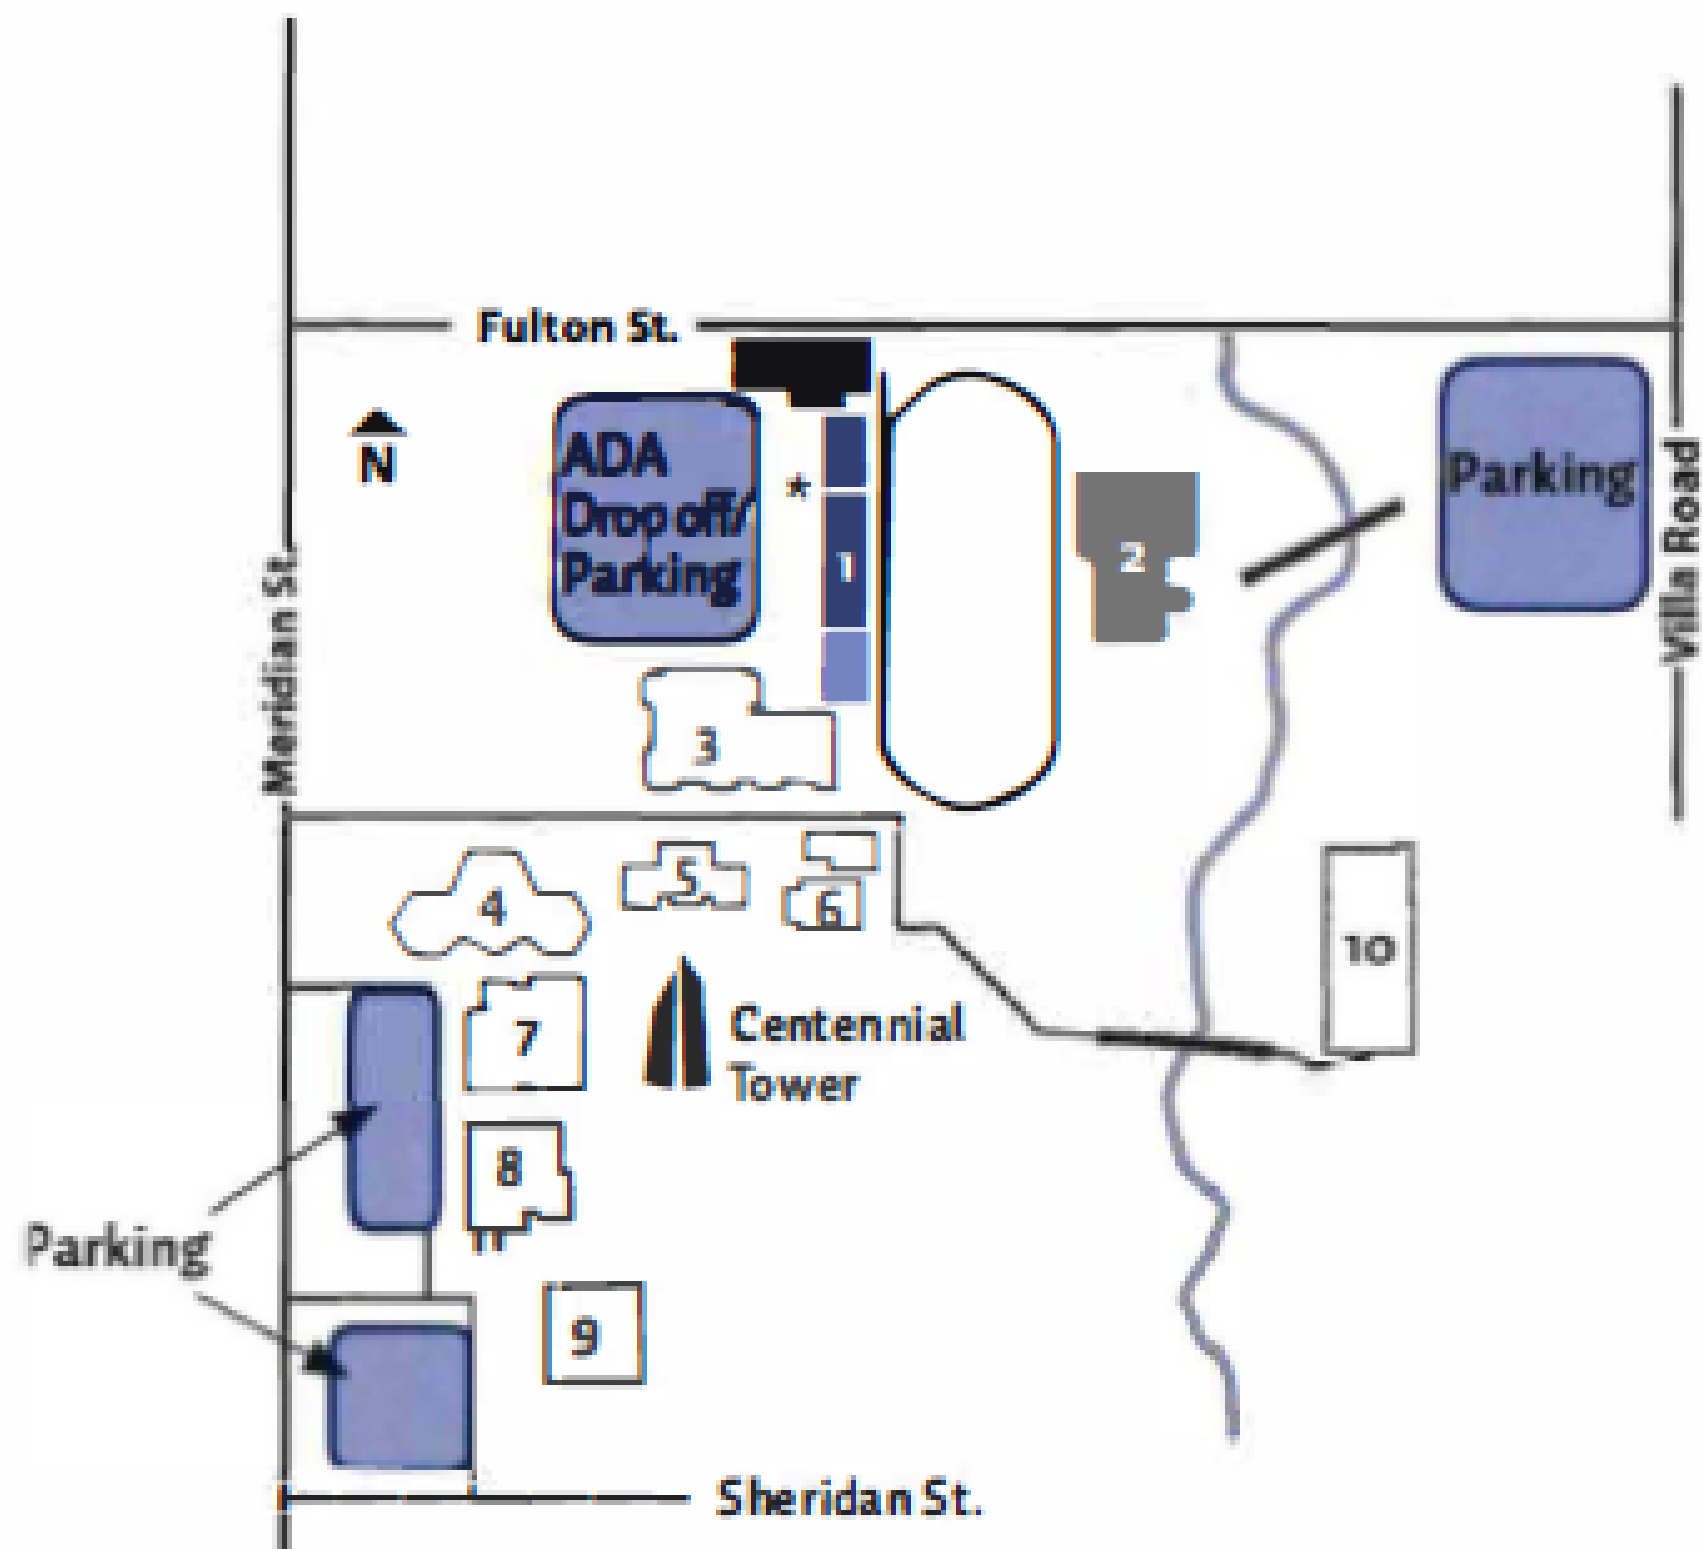 Fulton St.
N
ADA
Drop off/
Parking
*
1
2
Parking
Villa Road
Meridian St.
3
4
5
6
7
Centennial
Tower
8
9
10
Parking
Sheridan St.